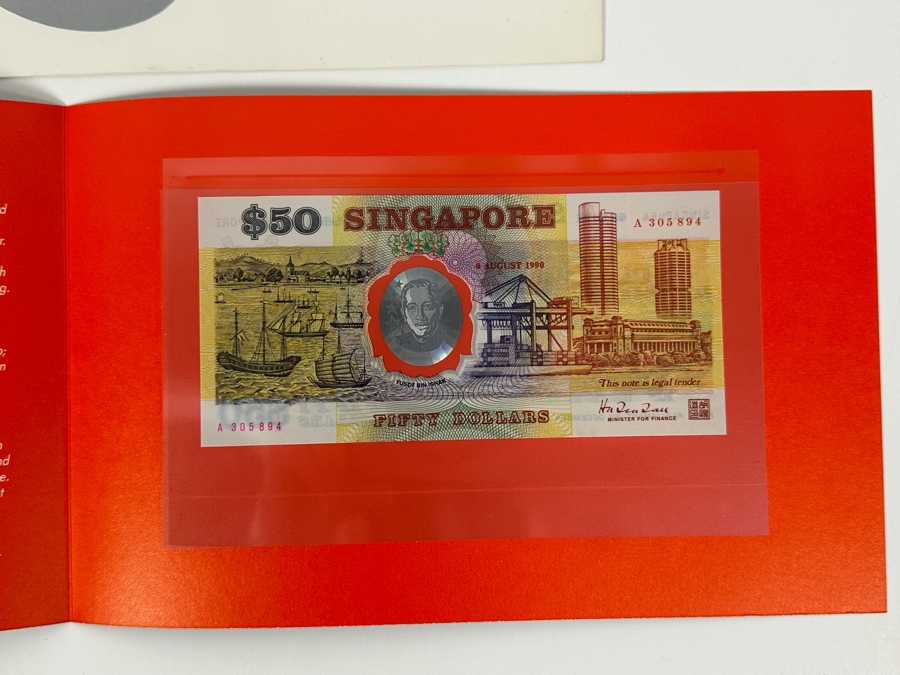 $50 SINGAPORE
A 305894
9 AUGUST 1990
YUSOF BIN ISHAK
This note is legal tender
FIFTY DOLLARS
MINISTER FOR FINANCE
A 305894
d
r.
h
g.
;
n
n
nd
e.
t